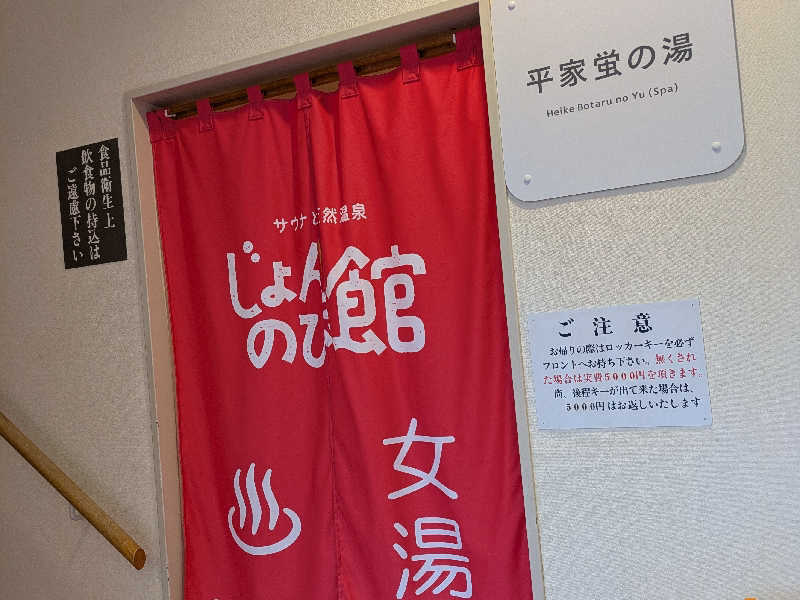 食品衛生上
飲食物の持込は
ご遠慮下さい
サウナと天然温泉
じょんのび館
女湯
平家蛍の湯
Heike Botaru no Yu (Spa)
ご注意
お帰りの際はロッカーキーを必ず
フロントへお持ち下さい。無くされ
た場合は実費5000円を頂きます。
尚、後程キーが出て来た場合は、
5000円はお返しいたします